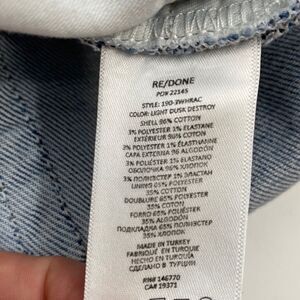 RE/DONE
PO# 22145
STYLE: 190-3WHRAC
COLOR: LIGHT DUSK DESTROY
SHELL 96% COTTON
3% POLYESTER 1% ELASTANE
EXTÉRIEUR 96% COTON
3% POLYESTER 1% ÉLASTHANNE
CAPA EXTERNA 96 ALGODÓN
3% POLIÉSTER 1% ELASTANO
ОБОЛОЧКА 96% ХЛОПОК
3% ПОЛИЭСТЕР 1% ЭЛАСТАН
LINING 65% POLYESTER
35% COTTON
DOUBLURE 65% POLYESTER
35% COTON
FORRO 65% POLIÉSTER
35% ALGODÓN
ПОДКЛАДКА 65% ПОЛИЭСТЕР
35% ХЛОПОК
MADE IN TURKEY
FABRIQUÉ EN TURQUIE
HECHO EN TURQUÍA
СДЕЛАНО В ТУРЦИИ
RN# 146770
CA# 19371